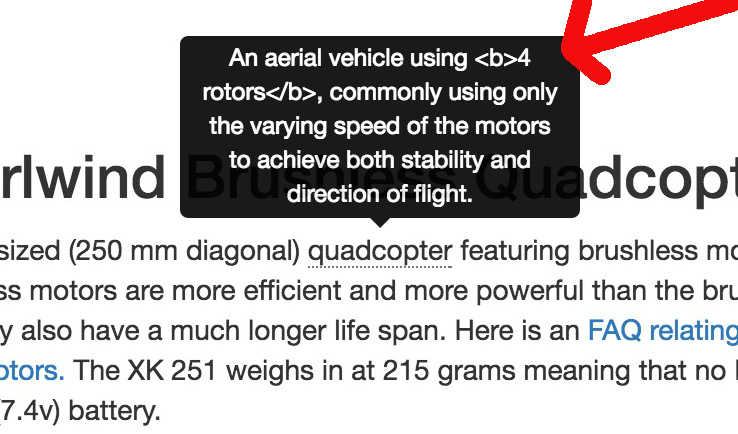 An aerial vehicle using <b>4
rotors</b>, commonly using only
the varying speed of the motors
to achieve both stability and
direction of flight.
rlwind Brushless Quadcopt
sized (250 mm diagonal) quadcopter featuring brushless mo
ss motors are more efficient and more powerful than the bru
y also have a much longer life span. Here is an FAQ relating
otors. The XK 251 weighs in at 215 grams meaning that no
(7.4v) battery.